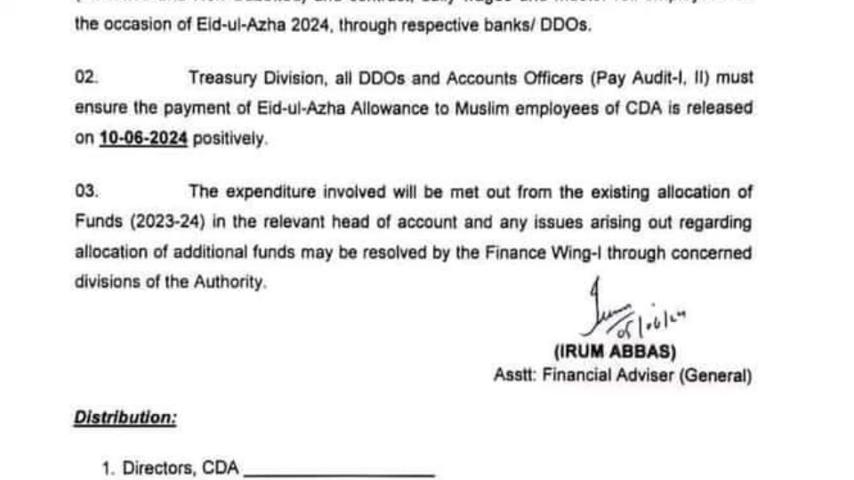 the occasion of Eid-ul-Azha 2024, through respective banks/ DDOs.
02. Treasury Division, all DDOs and Accounts Officers (Pay Audit-I, II) must
ensure the payment of Eid-ul-Azha Allowance to Muslim employees of CDA is released
on 10-06-2024 positively.
03. The expenditure involved will be met out from the existing allocation of
Funds (2023-24) in the relevant head of account and any issues arising out regarding
allocation of additional funds may be resolved by the Finance Wing-I through concerned
divisions of the Authority.
(IRUM ABBAS)
Asstt: Financial Adviser (General)
Distribution:
1. Directors, CDA